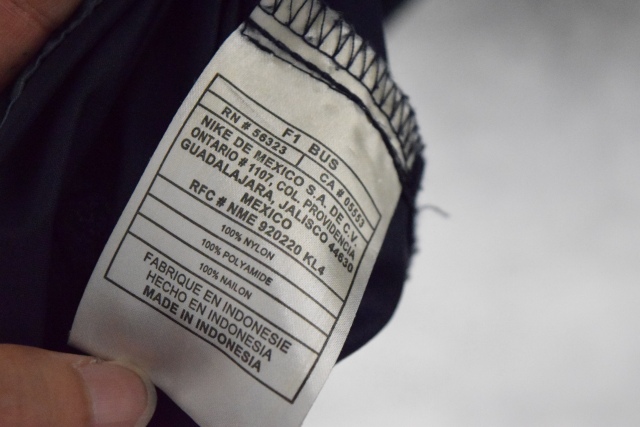 F1 BUS
RN # 56323 CA # 05553
NIKE DE MEXICO S.A. DE C.V.
ONTARIO # 1107, COL. PROVIDENCIA
GUADALAJARA, JALISCO 44630
MEXICO
RFC # NME 920220 KL4
100% NYLON
100% POLYAMIDE
100% NAILON
FABRIQUE EN INDONESIE
HECHO EN INDONESIA
MADE IN INDONESIA